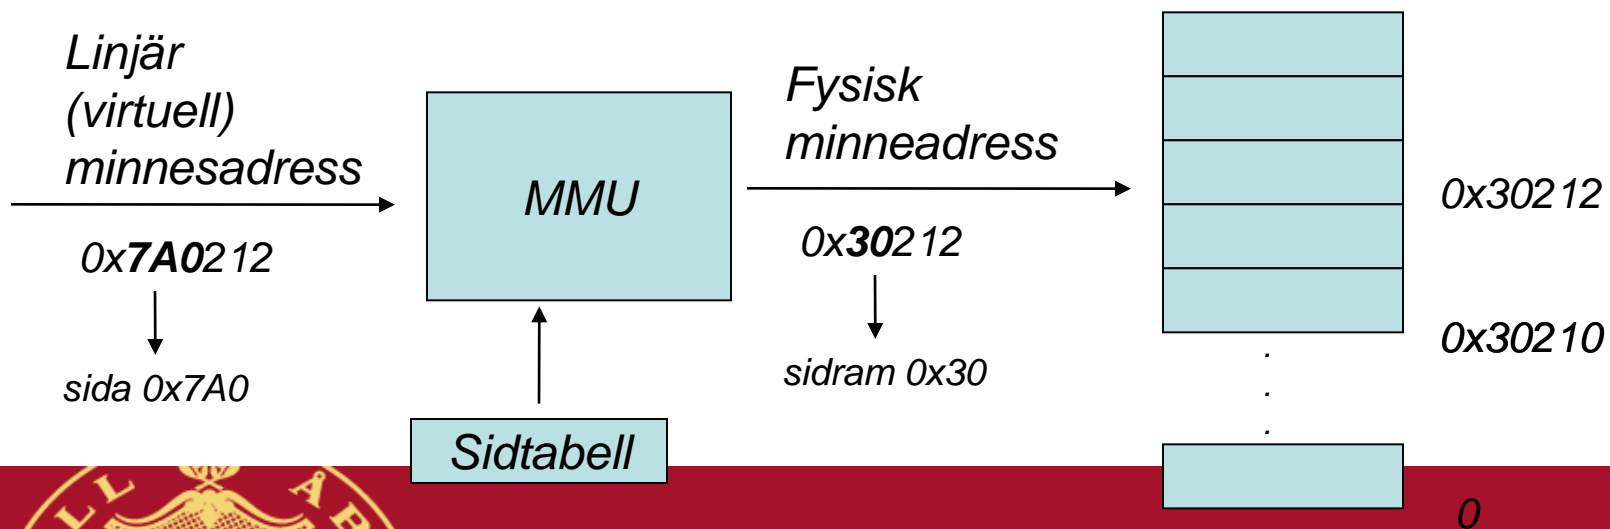 Linjär
(virtuell)
minnesadress
0x7A0212
sida 0x7A0
MMU
Sidtabell
Fysisk
minneadress
0x30212
sidram 0x30
0x30212
0x30210
.
.
.
0